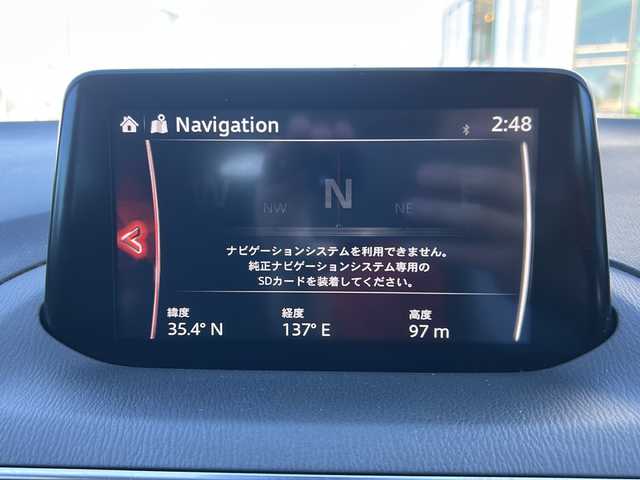 Navigation
2:48
W
NW
N
NE
ナビゲーションシステムを利用できません。
純正ナビゲーションシステム専用の
SDカードを装着してください。
緯度 経度 高度
35.4° N 137° E 97 m